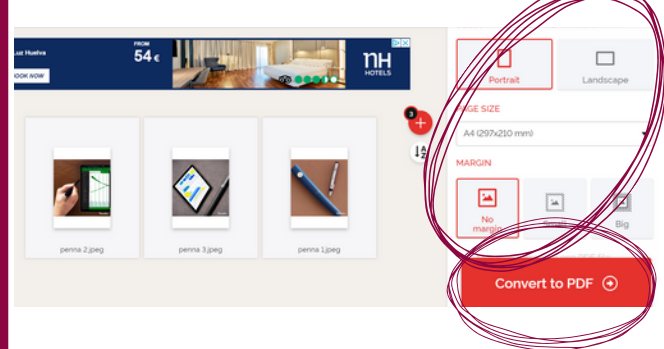 Luz Huelva
FROM
54 €
BOOK NOW
nH
HOTELS
3
penna 2.jpeg
penna 3.jpeg
penna 1.jpeg
Portrait
Landscape
PAGE SIZE
A4 (297x210 mm)
MARGIN
No
margin
Small
Big
Convert to PDF